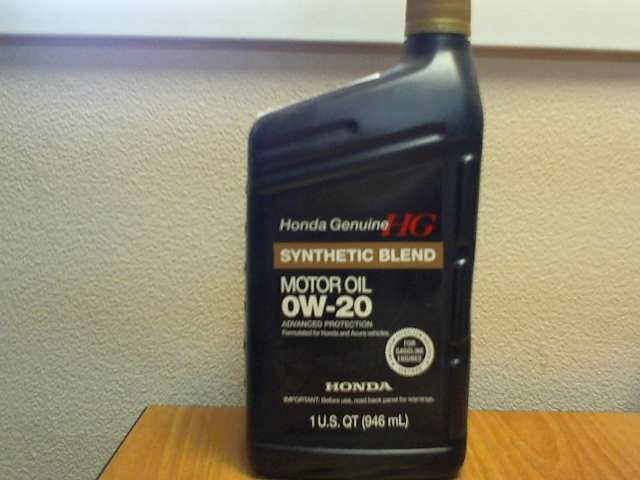 Honda Genuine HG
SYNTHETIC BLEND
MOTOR OIL
0W-20
ADVANCED PROTECTION
Formulated for Honda and Acura vehicles.
FOR
GASOLINE
ENGINES
HONDA
IMPORTANT: Before use, read back panel for warnings.
1 U.S. QT (946 mL)